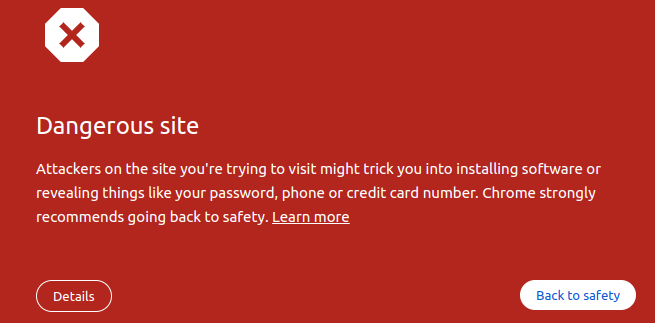 Dangerous site
Attackers on the site you're trying to visit might trick you into installing software or
revealing things like your password, phone or credit card number. Chrome strongly
recommends going back to safety. Learn more
Details
Back to safety